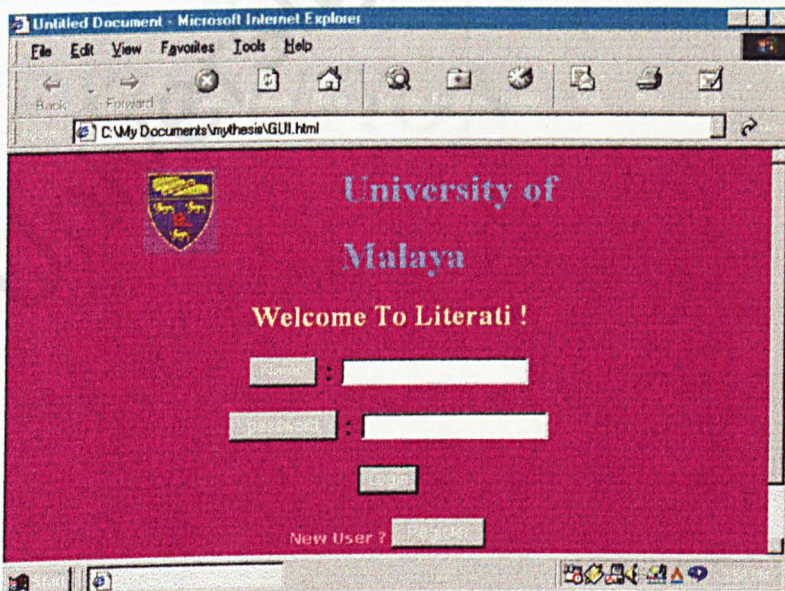 Untitled Document - Microsoft Internet Explorer
File Edit View Favorites Tools Help
Back Forward
C:\My Documents\mythesis\GUI.html
University of
Malaya
Welcome To Literati !
Name :
Password :
Login
New User ? Register